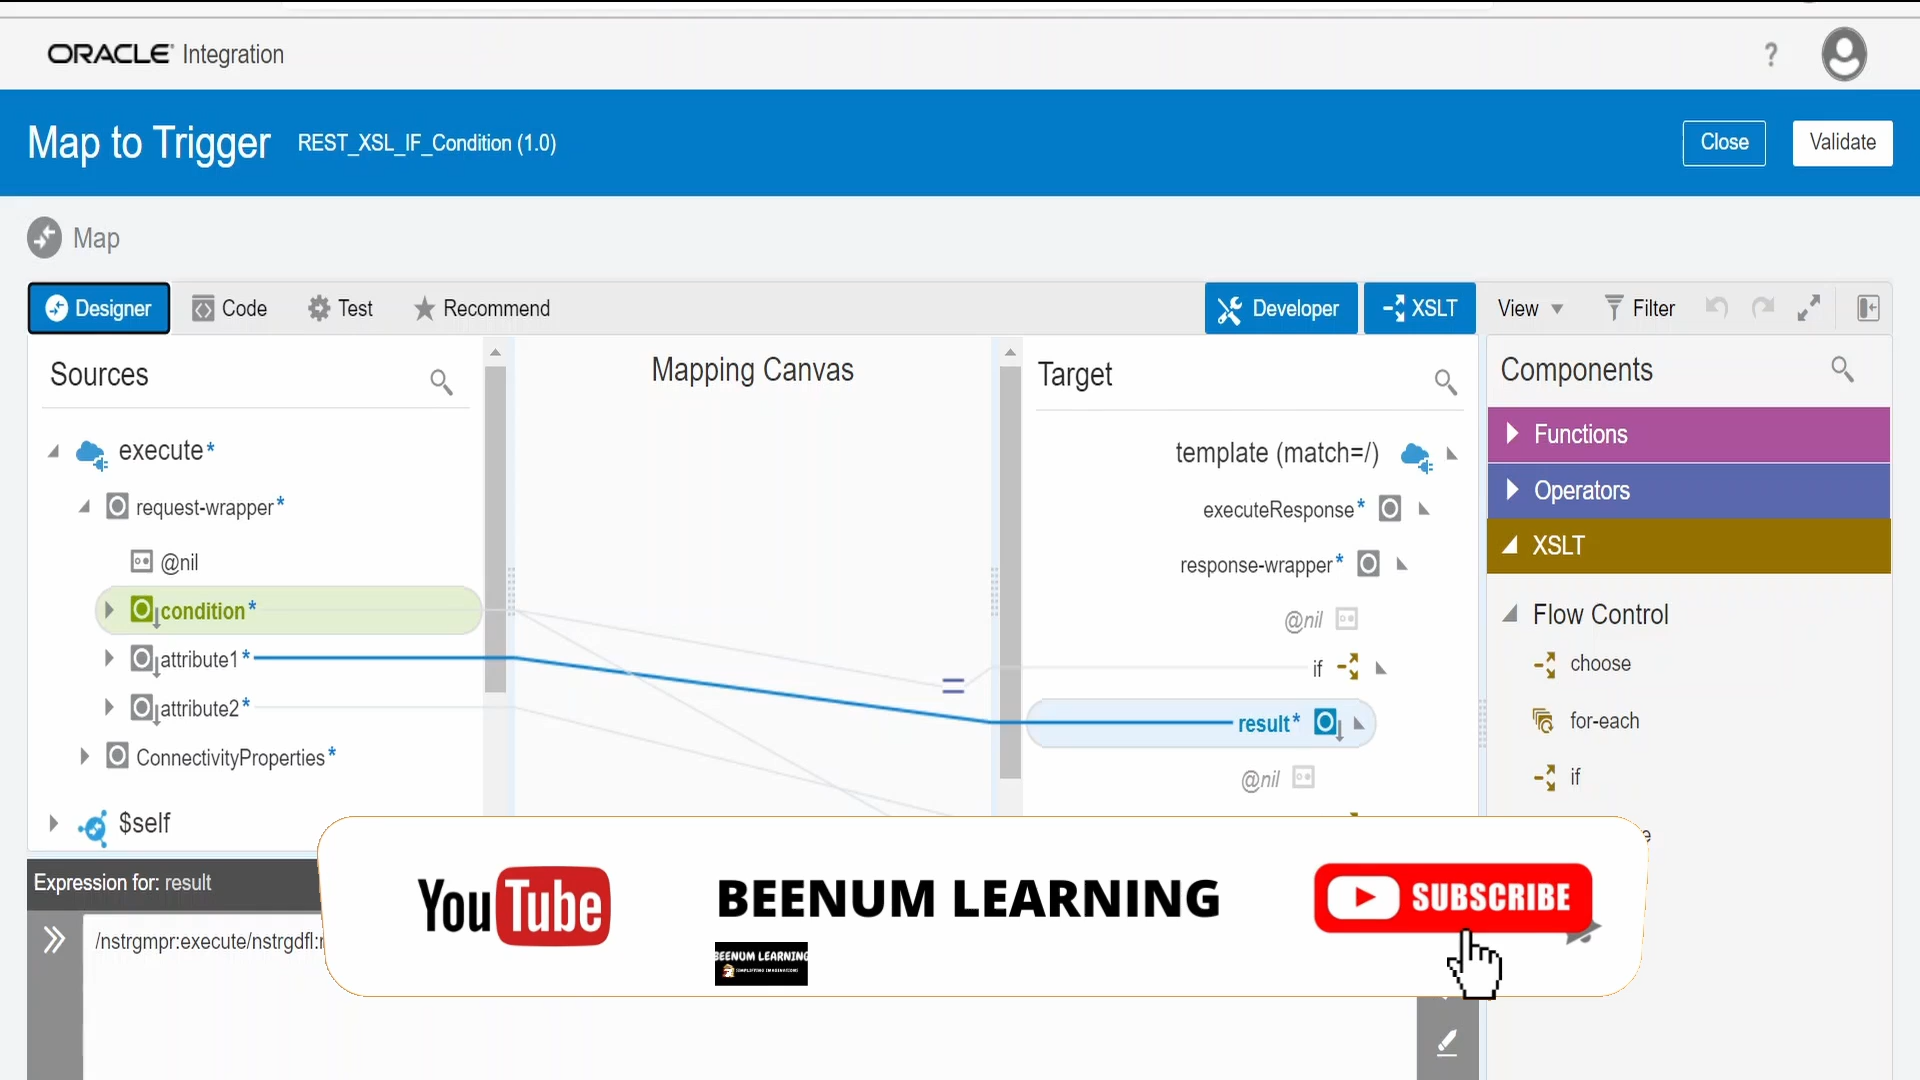 ORACLE Integration
?
Map to Trigger REST_XSL_IF_Condition (1.0) Close Validate
Map
Designer Code Test Recommend Developer XSLT View Filter
Sources Mapping Canvas Target Components
execute* template (match=/) Functions
request-wrapper* executeResponse* Operators
@nil response-wrapper* XSLT
condition* @nil Flow Control
attribute1* if choose
attribute2* result* for-each
ConnectivityProperties* @nil if
$self
Expression for: result
/nstrgmpr:execute/nstrgdfl:
YouTube BEENUM LEARNING SUBSCRIBE
BEENUM LEARNING